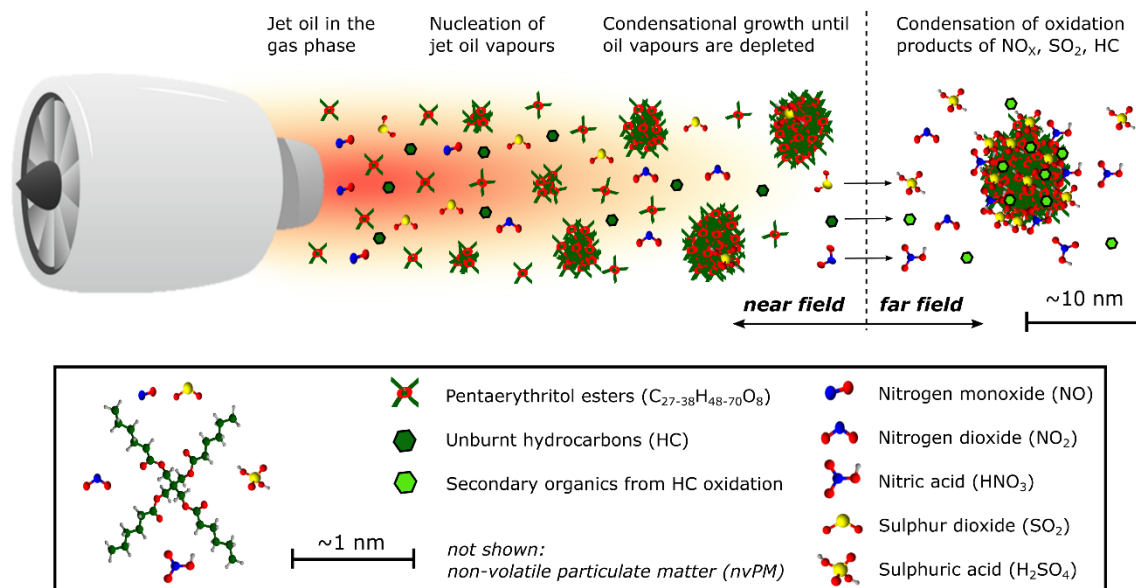 Jet oil in the
gas phase
Nucleation of
jet oil vapours
Condensational growth until
oil vapours are depleted
Condensation of oxidation
products of NOₓ, SO₂, HC
near field
far field
~10 nm
~1 nm
Pentaerythritol esters (C₂₇₋₃₈H₄₈₋₇₀O₈)
Unburnt hydrocarbons (HC)
Secondary organics from HC oxidation
not shown:
non-volatile particulate matter (nvPM)
Nitrogen monoxide (NO)
Nitrogen dioxide (NO₂)
Nitric acid (HNO₃)
Sulphur dioxide (SO₂)
Sulphuric acid (H₂SO₄)